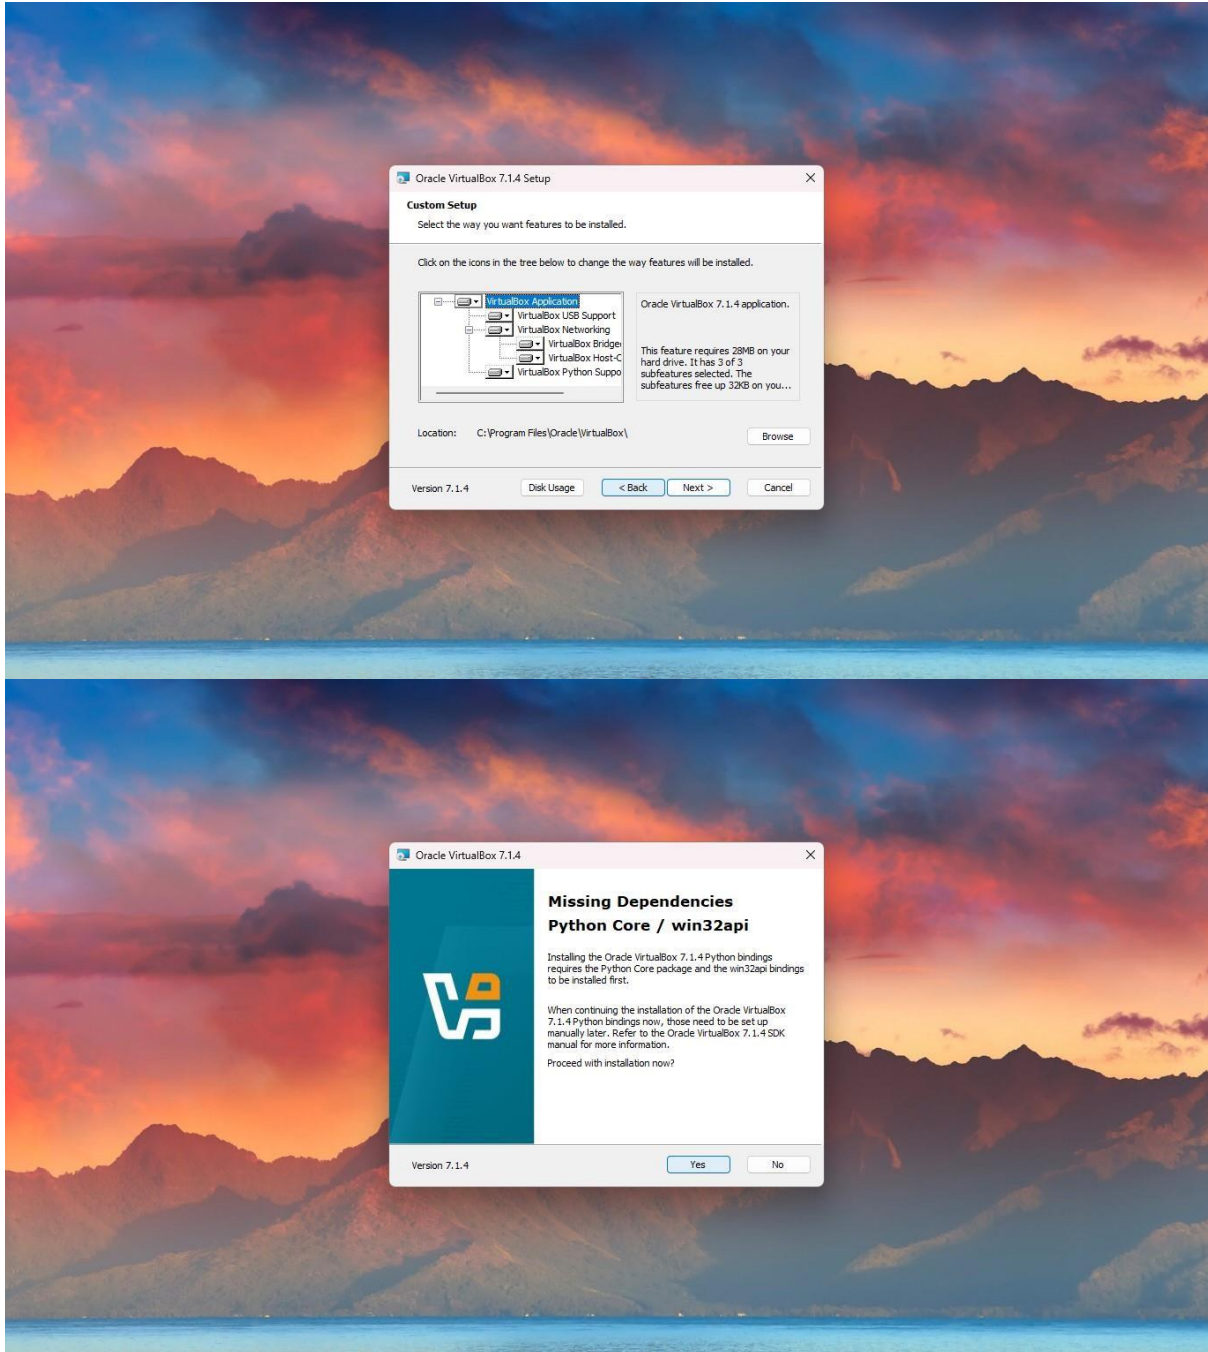 Oracle VirtualBox 7.1.4 Setup
Custom Setup
Select the way you want features to be installed.
Click on the icons in the tree below to change the way features will be installed.
VirtualBox Application
VirtualBox USB Support
VirtualBox Networking
VirtualBox Bridge
VirtualBox Host-C
VirtualBox Python Suppo
Oracle VirtualBox 7.1.4 application.
This feature requires 28MB on your
hard drive. It has 3 of 3
subfeatures selected. The
subfeatures free up 32KB on you...
Location: C:\Program Files\Oracle\VirtualBox\
Browse
Version 7.1.4
Disk Usage
< Back
Next >
Cancel
Oracle VirtualBox 7.1.4
Missing Dependencies
Python Core / win32api
Installing the Oracle VirtualBox 7.1.4 Python bindings
requires the Python Core package and the win32api bindings
to be installed first.
When continuing the installation of the Oracle VirtualBox
7.1.4 Python bindings now, those need to be set up
manually later. Refer to the Oracle VirtualBox 7.1.4 SDK
manual for more information.
Proceed with installation now?
Version 7.1.4
Yes
No